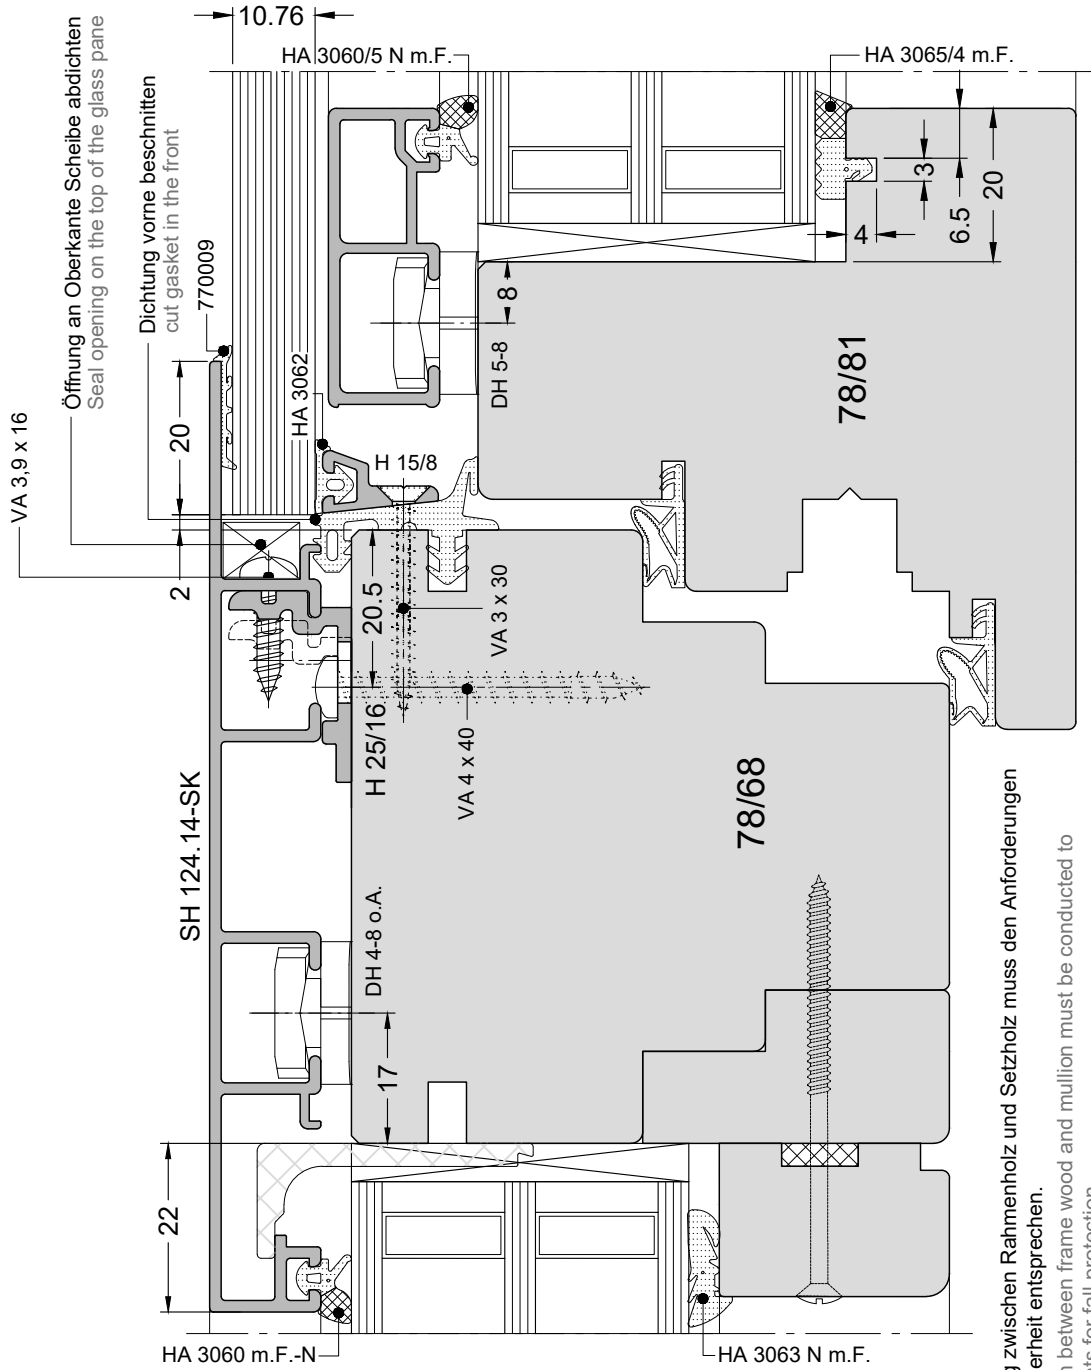 10.76
HA 3060/5 N m.F.
HA 3065/4 m.F.
Öffnung an Oberkante Scheibe abdichten
Seal opening on the top of the glass pane
Dichtung vorne beschnitten
cut gasket in the front
770009
VA 3,9 x 16
20
2
HA 3062
H 15/8
DH 5-8
8
3
4
6.5
20
78/81
20.5
VA 3 x 30
H 25/16
VA 4 x 40
SH 124.14-SK
78/68
DH 4-8 o.A.
17
22
HA 3060 m.F.-N
HA 3063 N m.F.
zwischen Rahmenholz und Setzholz muss den Anforderungen
entsprechen.
between frame wood and mullion must be conducted to
for fall protection.